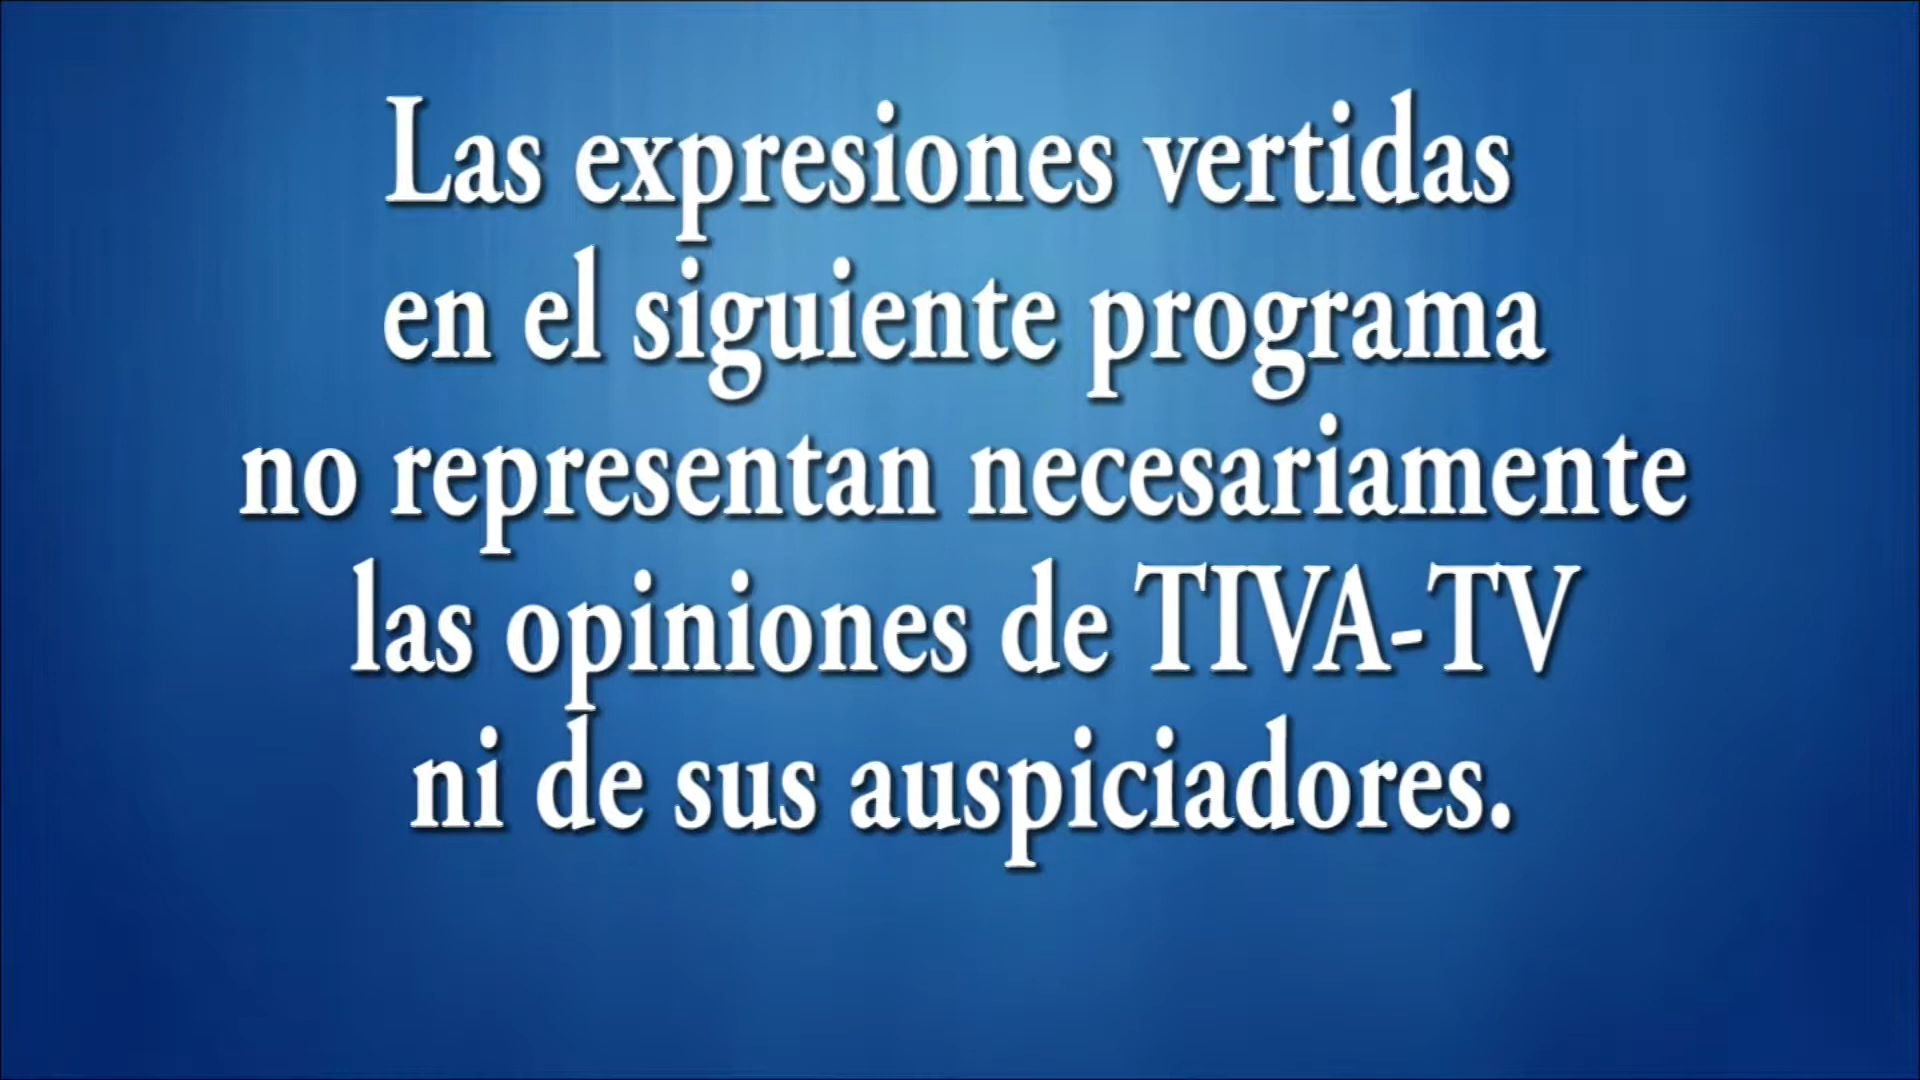 Las expresiones vertidas
en el siguiente programa
no representan necesariamente
las opiniones de TIVA-TV
ni de sus auspiciadores.